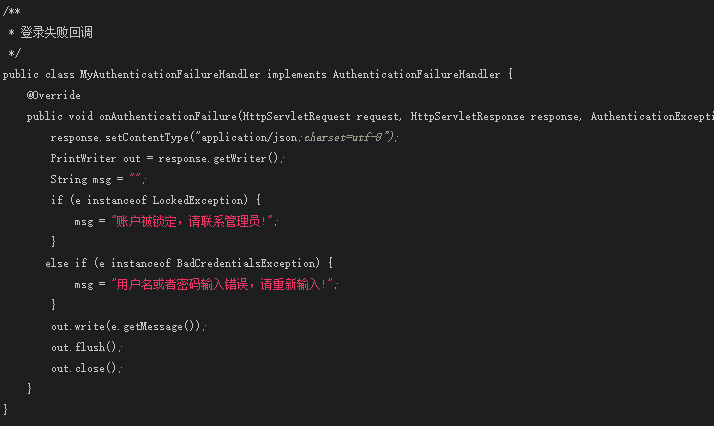 /**
 * 登录失败回调
 */
public class MyAuthenticationFailureHandler implements AuthenticationFailureHandler {
    @Override
    public void onAuthenticationFailure(HttpServletRequest request, HttpServletResponse response, AuthenticationExcepti
        response.setContentType("application/json;charset=utf-8");
        PrintWriter out = response.getWriter();
        String msg = "";
        if (e instanceof LockedException) {
            msg = "账户被锁定，请联系管理员!";
        }
       else if (e instanceof BadCredentialsException) {
            msg = "用户名或者密码输入错误，请重新输入!";
        }
        out.write(e.getMessage());
        out.flush();
        out.close();
    }
}